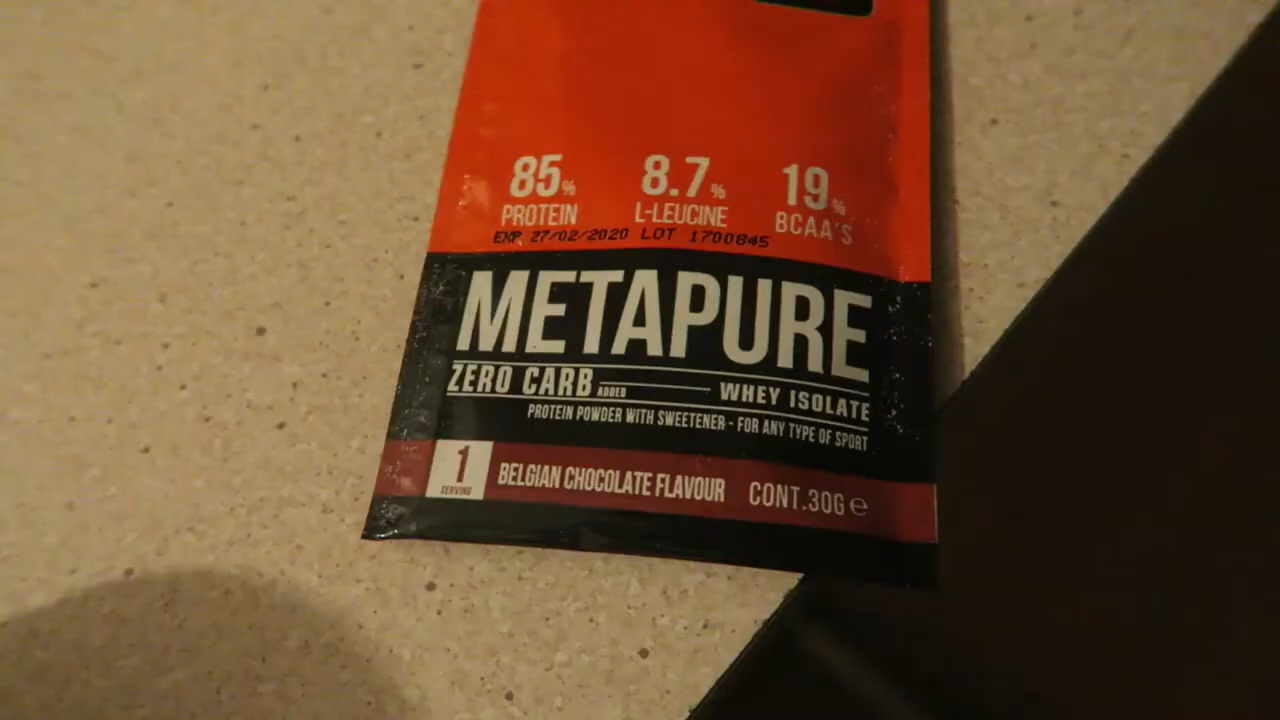 85% 8.7% 19%
PROTEIN L-LEUCINE BCAA'S
EXP 27/02/2020 LOT 1700845
METAPURE
ZERO CARB ADDED WHEY ISOLATE
PROTEIN POWDER WITH SWEETENER - FOR ANY TYPE OF SPORT
1 SERVING BELGIAN CHOCOLATE FLAVOUR CONT.30G ℮